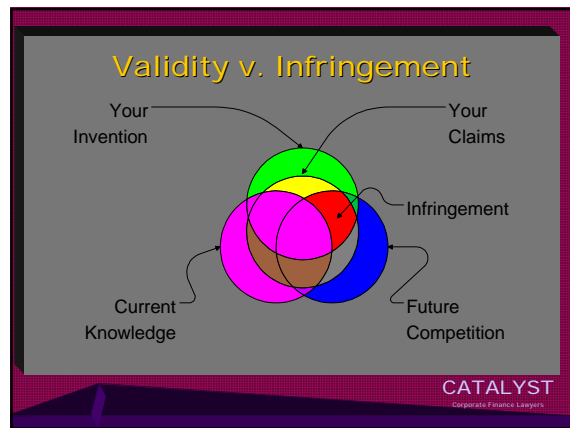 Validity v. Infringement
Your
Invention
Your
Claims
Infringement
Current
Knowledge
Future
Competition
CATALYST
Corporate Finance Lawyers